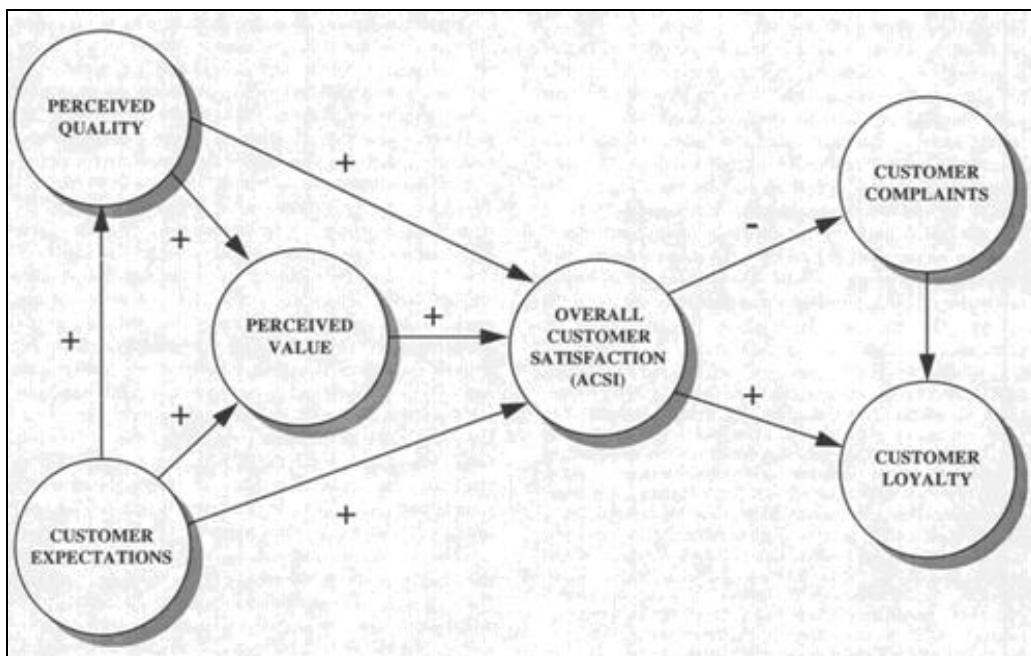 PERCEIVED
QUALITY
+
CUSTOMER
COMPLAINTS
+
-
PERCEIVED
VALUE
+
OVERALL
CUSTOMER
SATISFACTION
(ACSI)
+
+
+
CUSTOMER
LOYALTY
CUSTOMER
EXPECTATIONS
+